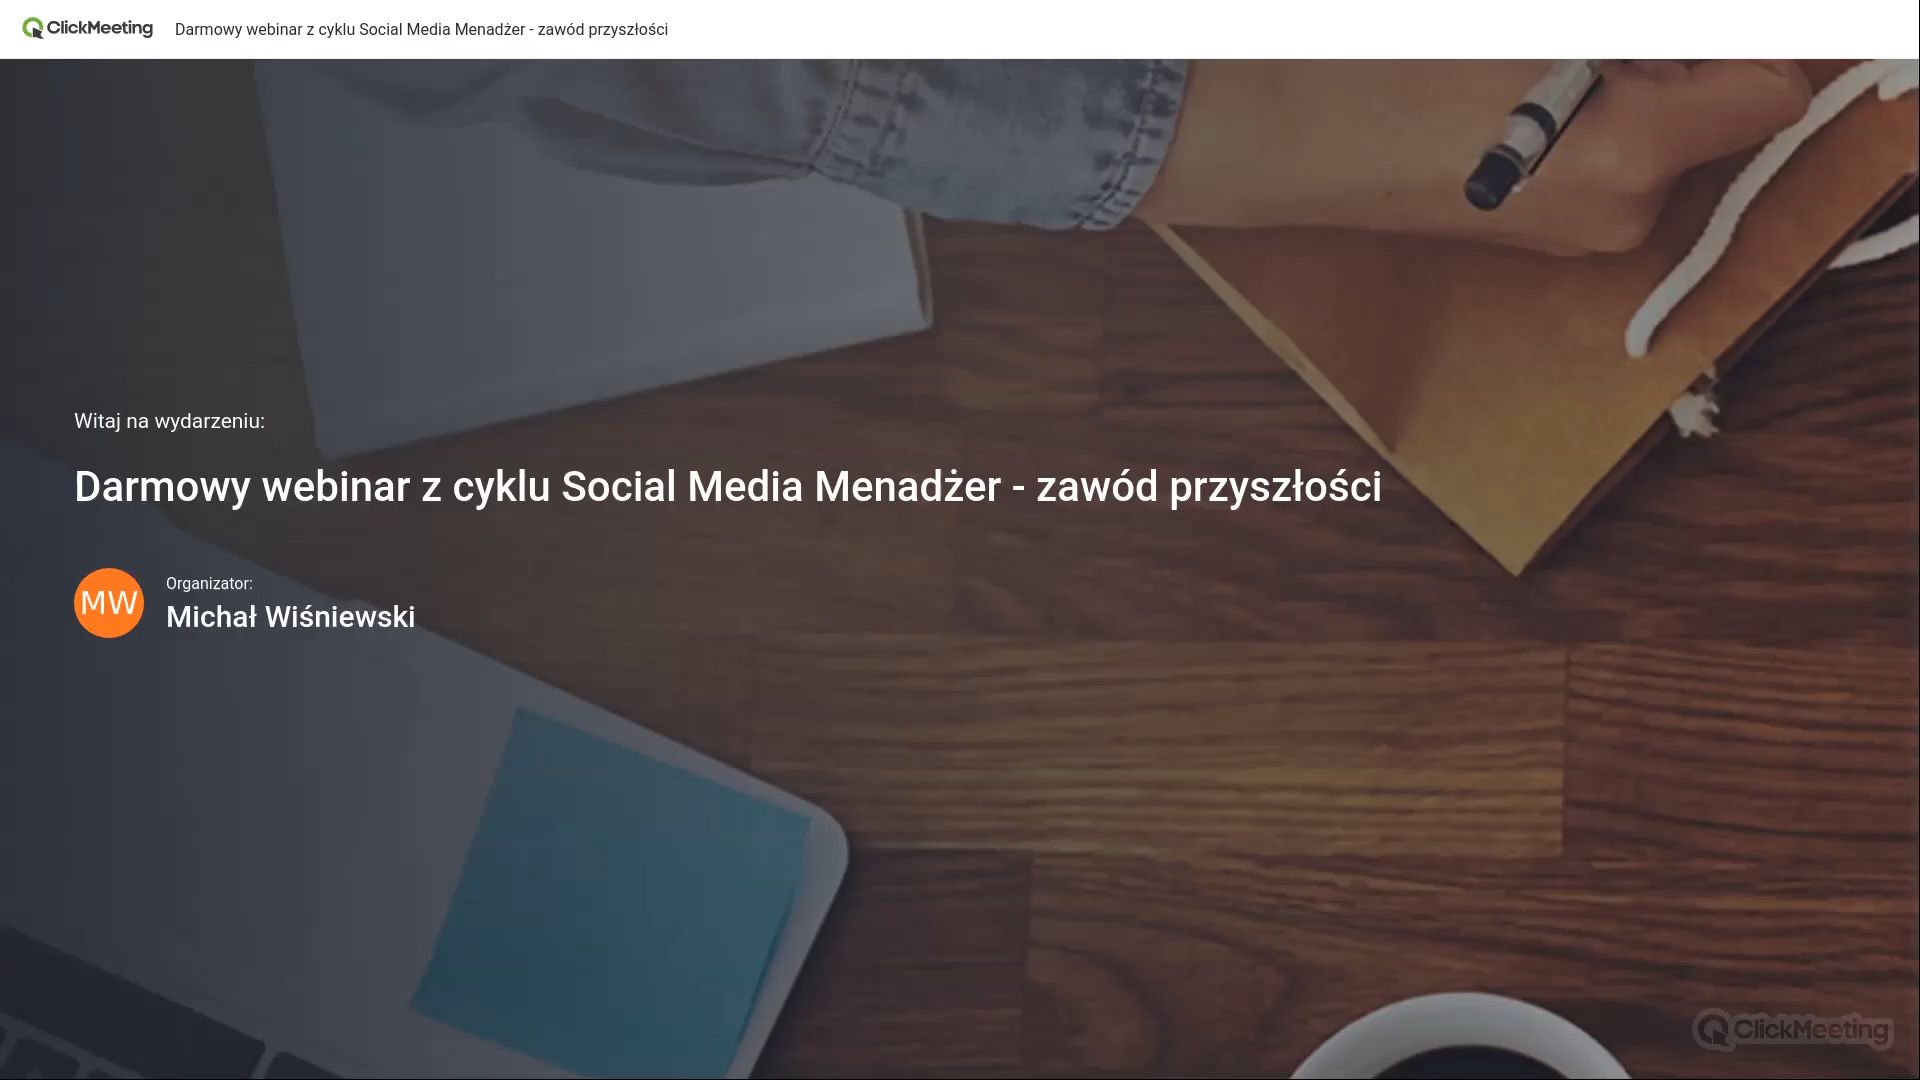 ClickMeeting Darmowy webinar z cyklu Social Media Menadżer - zawód przyszłości
Witaj na wydarzeniu:
Darmowy webinar z cyklu Social Media Menadżer - zawód przyszłości
MW
Organizator:
Michał Wiśniewski
ClickMeeting